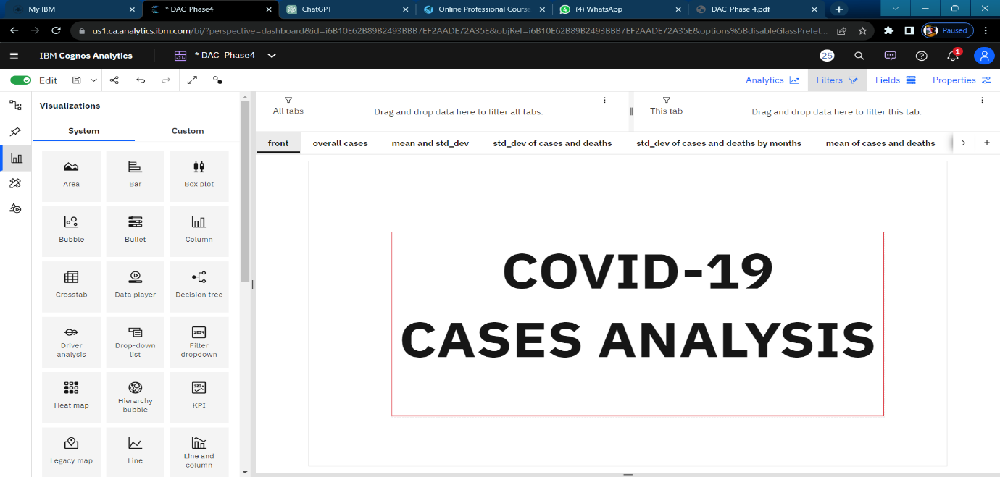 My IBM
* DAC_Phase4
ChatGPT
Online Professional Course
(4) WhatsApp
DAC_Phase 4.pdf
us1.ca.analytics.ibm.com/bi/?perspective=dashboard&id=i6B10E62B89B2493BBB7EF2AADE72A35E&objRef=i6B10E62B89B2493BBB7EF2AADE72A35E&options%5BdisableGlassPrefet...
Paused
IBM Cognos Analytics
* DAC_Phase4
25
1
Edit
Analytics
Filters
Fields
Properties
Visualizations
System
Custom
All tabs
Drag and drop data here to filter all tabs.
This tab
Drag and drop data here to filter this tab.
front
overall cases
mean and std_dev
std_dev of cases and deaths
std_dev of cases and deaths by months
mean of cases and deaths
Area
Bar
Box plot
Bubble
Bullet
Column
Crosstab
Data player
Decision tree
Driver
analysis
Drop-down
list
1234
Filter
dropdown
Heat map
Hierarchy
bubble
KPI
Legacy map
Line
Line and
column
COVID-19
CASES ANALYSIS